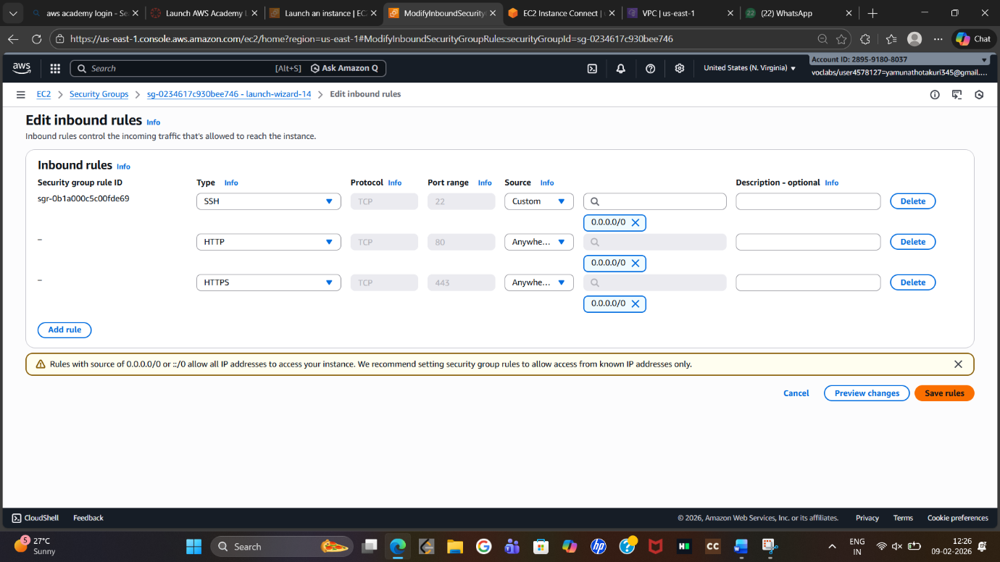 aws academy login - Se
Launch AWS Academy L
Launch an instance | EC2
ModifyInboundSecurity
EC2 Instance Connect |
VPC | us-east-1
(22) WhatsApp
https://us-east-1.console.aws.amazon.com/ec2/home?region=us-east-1#ModifyInboundSecurityGroupRules:securityGroupId=sg-0234617c930bee746
Chat
aws
Search
[Alt+S]
Ask Amazon Q
United States (N. Virginia)
Account ID: 2895-9180-8037
voclabs/user4578127=yamunathotakuri345@gmail....
EC2 > Security Groups > sg-0234617c930bee746 - launch-wizard-14 > Edit inbound rules
Edit inbound rules Info
Inbound rules control the incoming traffic that's allowed to reach the instance.
Inbound rules Info
Security group rule ID Type Info Protocol Info Port range Info Source Info Description - optional Info
sgr-0b1a000c5c00fde69 SSH TCP 22 Custom Delete
0.0.0.0/0
– HTTP TCP 80 Anywhe... Delete
0.0.0.0/0
– HTTPS TCP 443 Anywhe... Delete
0.0.0.0/0
Add rule
Rules with source of 0.0.0.0/0 or ::/0 allow all IP addresses to access your instance. We recommend setting security group rules to allow access from known IP addresses only.
Cancel Preview changes Save rules
CloudShell Feedback © 2026, Amazon Web Services, Inc. or its affiliates. Privacy Terms Cookie preferences
5
27°C
Sunny
Search
hp
CC
ENG
IN
12:26
09-02-2026